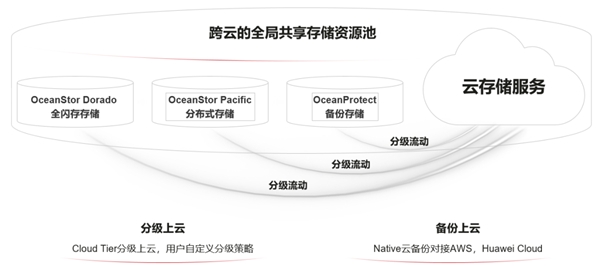 跨云的全局共享存储资源池
OceanStor Dorado
全闪存存储
OceanStor Pacific
分布式存储
OceanProtect
备份存储
云存储服务
分级流动
分级流动
分级流动
分级上云
Cloud Tier分级上云，用户自定义分级策略
备份上云
Native云备份对接AWS，Huawei Cloud